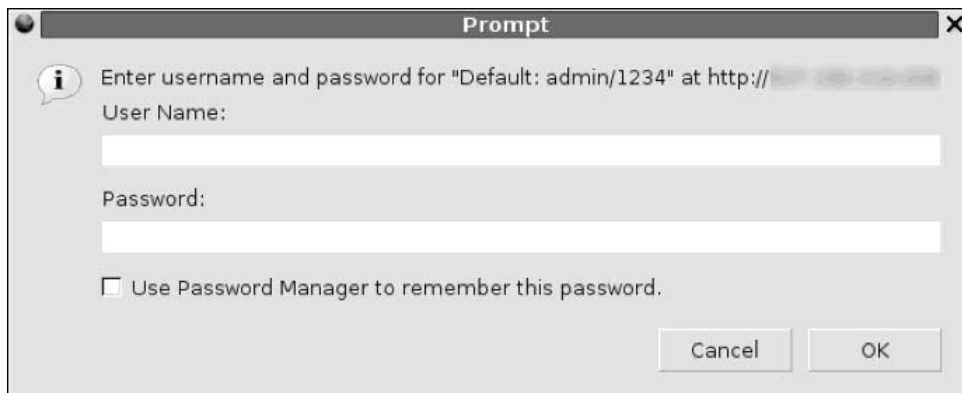 Prompt
Enter username and password for "Default: admin/1234" at http://
User Name:
Password:
Use Password Manager to remember this password.
Cancel
OK